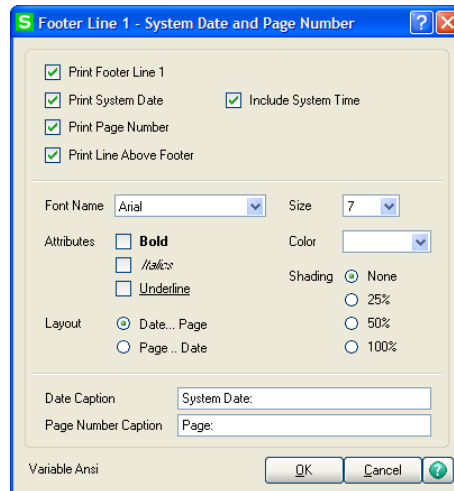 S Footer Line 1 - System Date and Page Number ? X
Print Footer Line 1
Print System Date Include System Time
Print Page Number
Print Line Above Footer
Font Name Arial Size 7
Attributes Bold Color
Italics
Underline
Shading None
25%
50%
100%
Layout Date... Page
Page .. Date
Date Caption System Date:
Page Number Caption Page:
Variable Ansi OK Cancel ?